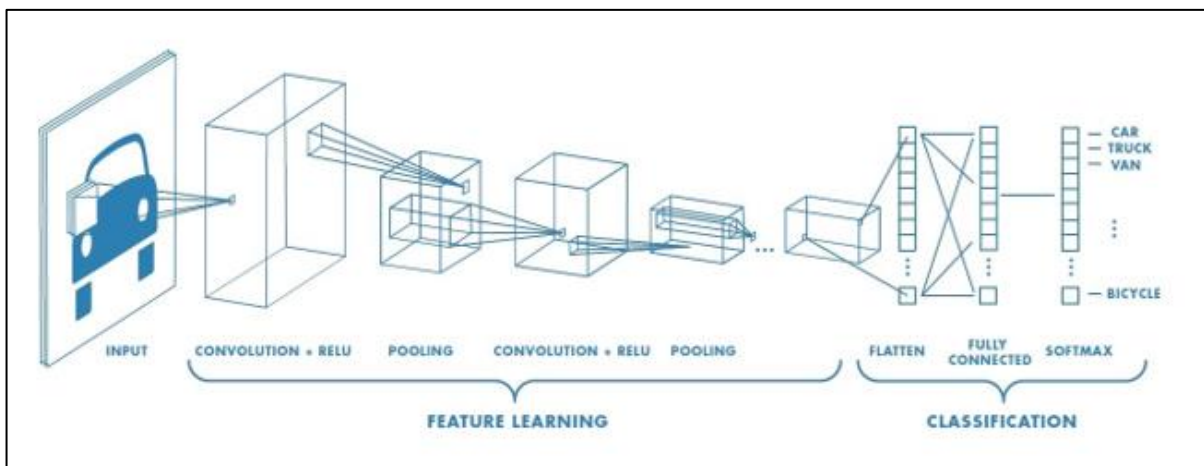 CAR
TRUCK
VAN
BICYCLE
INPUT
CONVOLUTION + RELU
POOLING
CONVOLUTION + RELU
POOLING
FLATTEN
FULLY
CONNECTED
SOFTMAX
FEATURE LEARNING
CLASSIFICATION